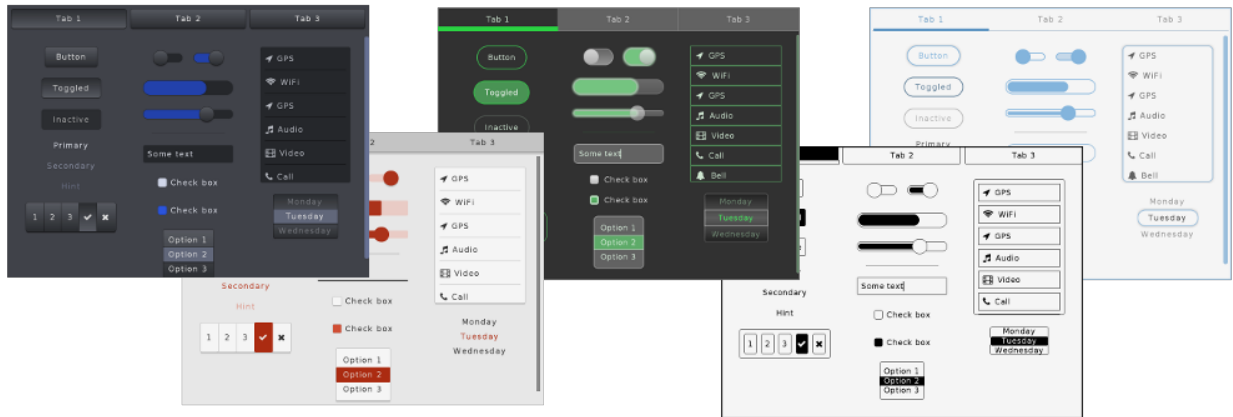 Tab 1
Tab 2
Tab 3
Button
Toggled
Inactive
Primary
Secondary
Hint
1 2 3
Some text
Check box
Check box
Option 1
Option 2
Option 3
GPS
WiFi
GPS
Audio
Video
Call
Monday
Tuesday
Wednesday
2
Tab 3
Secondary
Hint
1 2 3
Check box
Check box
Option 1
Option 2
Option 3
GPS
WiFi
GPS
Audio
Video
Call
Monday
Tuesday
Wednesday
Tab 1
Tab 2
Tab 3
Button
Toggled
Inactive
Some text
Check box
Check box
Option 1
Option 2
Option 3
GPS
WiFi
GPS
Audio
Video
Call
Bell
Monday
Tuesday
Wednesday
Tab 2
Tab 3
Secondary
Hint
1 2 3
Some text
Check box
Check box
Option 1
Option 2
Option 3
GPS
WiFi
GPS
Audio
Video
Call
Monday
Tuesday
Wednesday
Tab 1
Tab 2
Tab 3
Button
Toggled
Inactive
Primary
GPS
WiFi
GPS
Audio
Video
Call
Bell
Monday
Tuesday
Wednesday